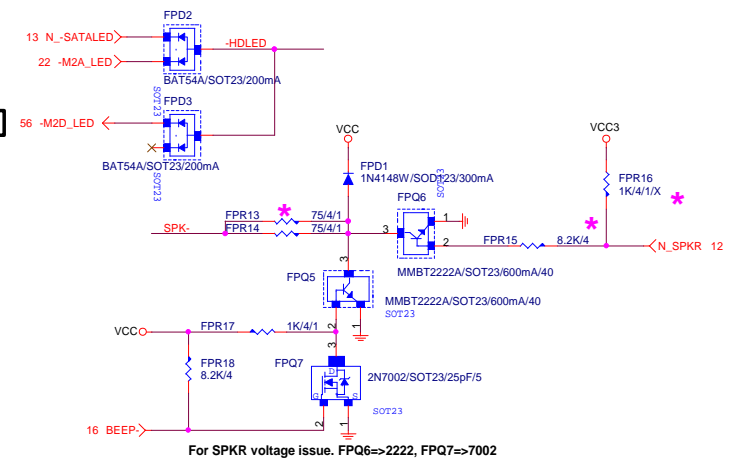 FPD2
13 N_-SATALED
-HDLED
22 -M2A_LED
BAT54A/SOT23/200mA
SOT23
FPD3
56 -M2D_LED
BAT54A/SOT23/200mA
SOT23
VCC
VCC3
FPD1
1N4148W/SOD123/300mA
FPR16
1K/4/1/X
*
SOT23
FPQ6
FPR13
*
75/4/1
SPK-
FPR14
75/4/1
3
1
2
FPR15
8.2K/4
*
N_SPKR 12
MMBT2222A/SOT23/600mA/40
3
FPQ5
MMBT2222A/SOT23/600mA/40
SOT23
2
1
VCC
FPR17
1K/4/1
3
FPR18
8.2K/4
FPQ7
D
G
S
2N7002/SOT23/25pF/5
SOT23
2
1
16 BEEP-
For SPKR voltage issue. FPQ6=>2222, FPQ7=>7002